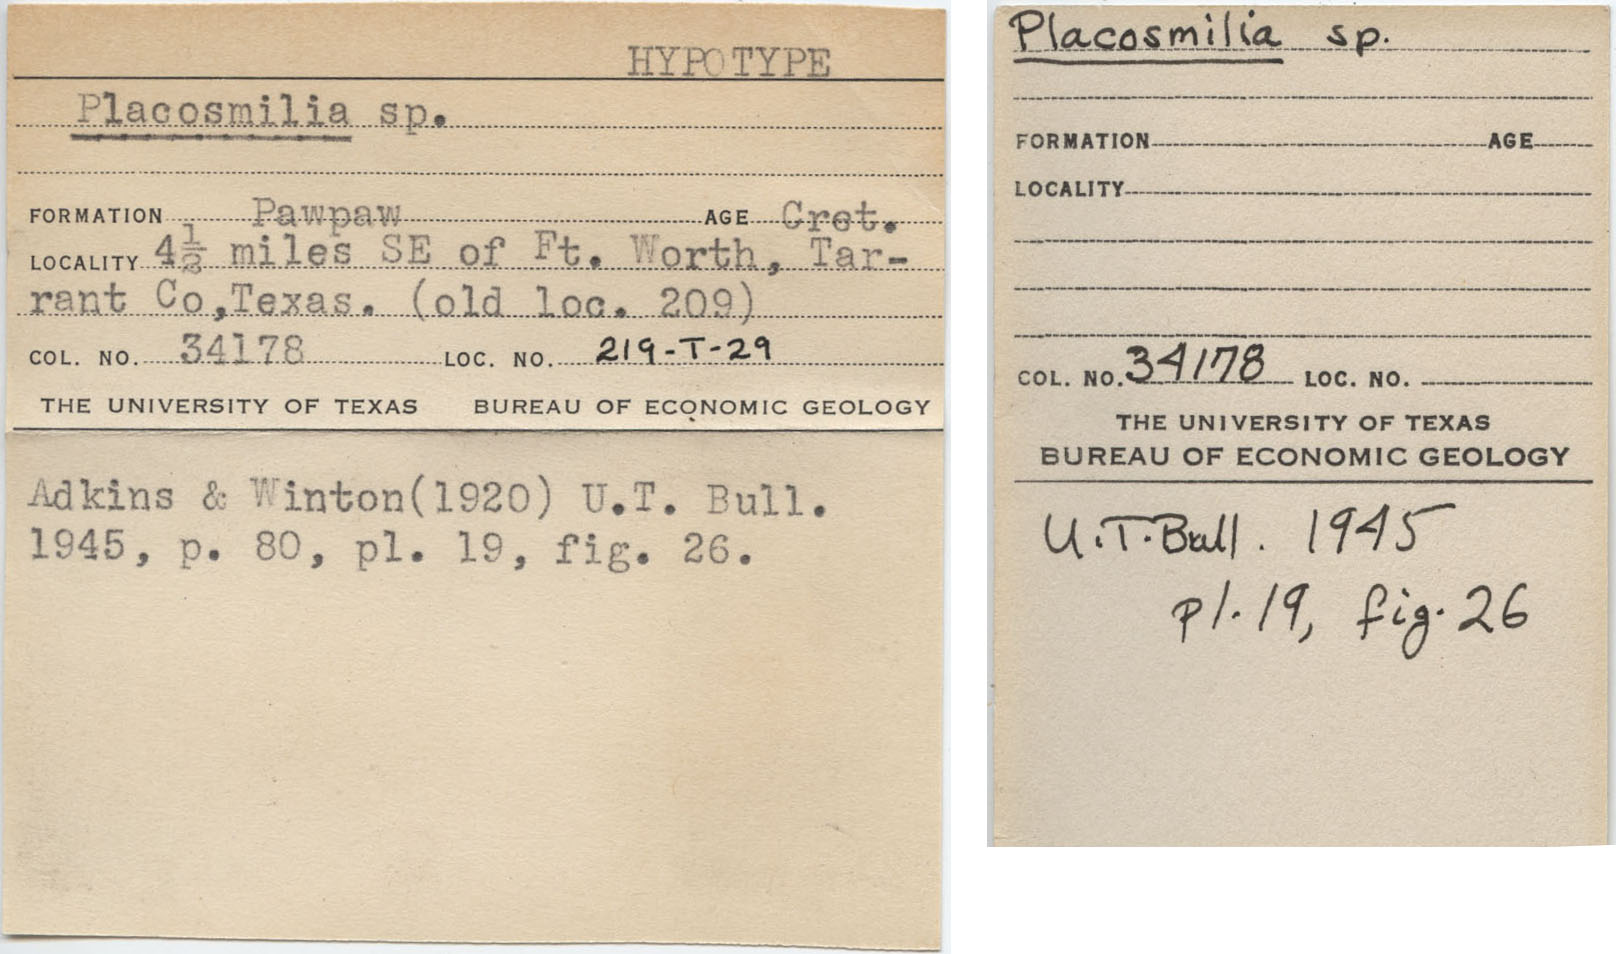 HYPOTYPE
Placosmilia sp.
FORMATION Pawpaw AGE Cret.
LOCALITY 4½ miles SE of Ft. Worth, Tar-
rant Co,Texas. (old loc. 209)
COL. NO. 34178 LOC. NO. 219-T-29
THE UNIVERSITY OF TEXAS BUREAU OF ECONOMIC GEOLOGY
Adkins & Winton(1920) U.T. Bull.
1945, p. 80, pl. 19, fig. 26.
Placosmilia sp.
FORMATION AGE
LOCALITY
COL. NO. 34178 LOC. NO.
THE UNIVERSITY OF TEXAS
BUREAU OF ECONOMIC GEOLOGY
U.T. Bull. 1945
pl. 19, fig. 26